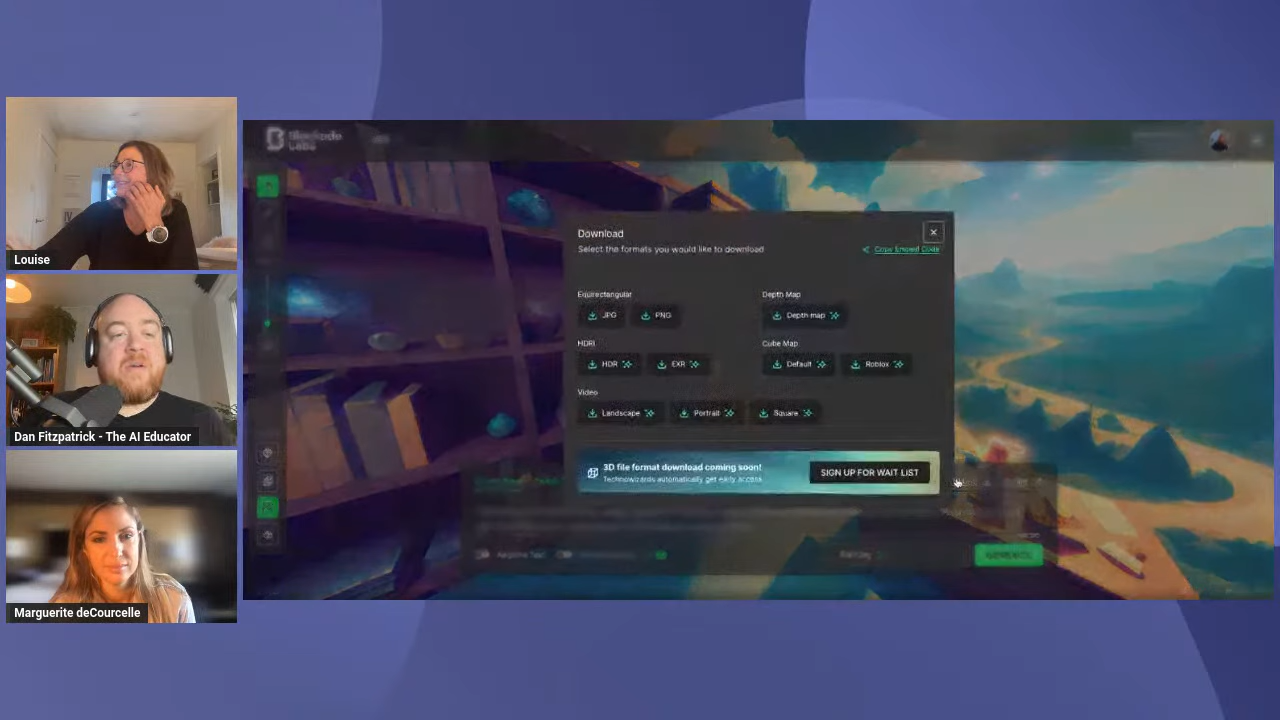 Louise
Dan Fitzpatrick - The AI Educator
Marguerite deCourcelle
Blockade
Labs
Download
Select the formats you would like to download
Copy Embed Code
Equirectangular
JPG
PNG
Depth Map
Depth map
HDRI
HDR
EXR
Cube Map
Default
Roblox
Video
Landscape
Portrait
Square
3D file format download coming soon!
Technowizards automatically get early access
SIGN UP FOR WAIT LIST